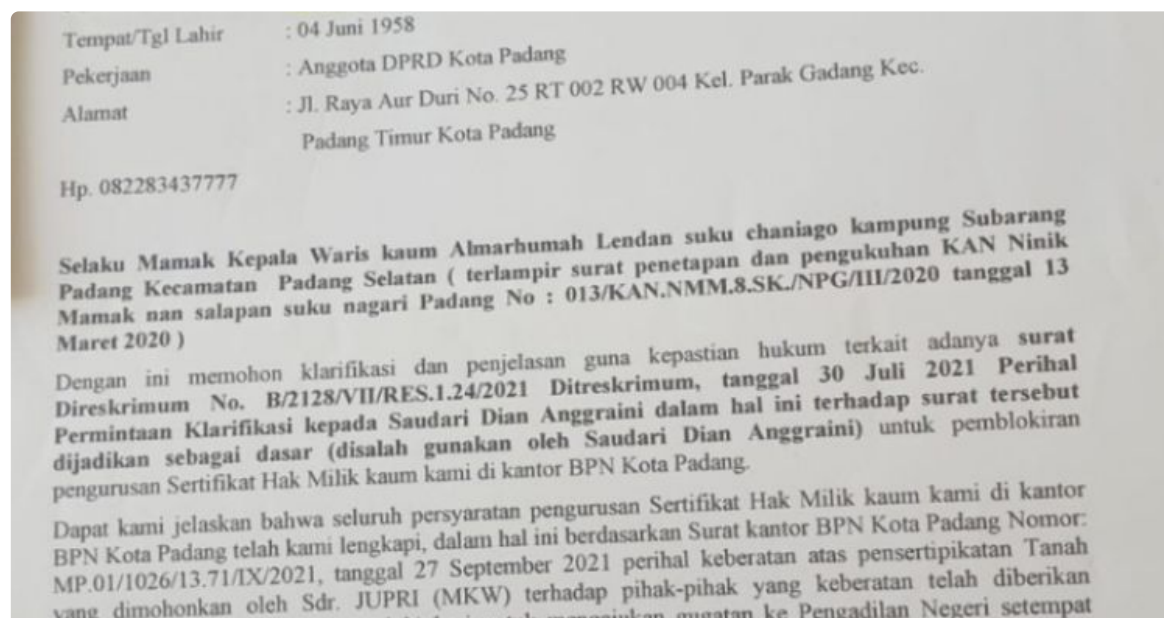 Tempat/Tgl Lahir : 04 Juni 1958
Pekerjaan : Anggota DPRD Kota Padang
Alamat : Jl. Raya Aur Duri No. 25 RT 002 RW 004 Kel. Parak Gadang Kec.
Padang Timur Kota Padang
Hp. 082283437777
Selaku Mamak Kepala Waris kaum Almarhumah Lendan suku chaniago kampung Subarang
Padang Kecamatan Padang Selatan ( terlampir surat penetapan dan pengukuhan KAN Ninik
Mamak nan salapan suku nagari Padang No : 013/KAN.NMM.8.SK./NPG/III/2020 tanggal 13
Maret 2020 )
Dengan ini memohon klarifikasi dan penjelasan guna kepastian hukum terkait adanya surat
Direskrimum No. B/2128/VII/RES.1.24/2021 Ditreskrimum, tanggal 30 Juli 2021 Perihal
Permintaan Klarifikasi kepada Saudari Dian Anggraini dalam hal ini terhadap surat tersebut
dijadikan sebagai dasar (disalah gunakan oleh Saudari Dian Anggraini) untuk pemblokiran
pengurusan Sertifikat Hak Milik kaum kami di kantor BPN Kota Padang.
Dapat kami jelaskan bahwa seluruh persyaratan pengurusan Sertifikat Hak Milik kaum kami di kantor
BPN Kota Padang telah kami lengkapi, dalam hal ini berdasarkan Surat kantor BPN Kota Padang Nomor:
MP.01/1026/13.71/IX/2021, tanggal 27 September 2021 perihal keberatan atas pensertipikatan Tanah
yang dimohonkan oleh Sdr. JUPRI (MKW) terhadap pihak-pihak yang keberatan telah diberikan
gugatan ke Pengadilan Negeri setempat